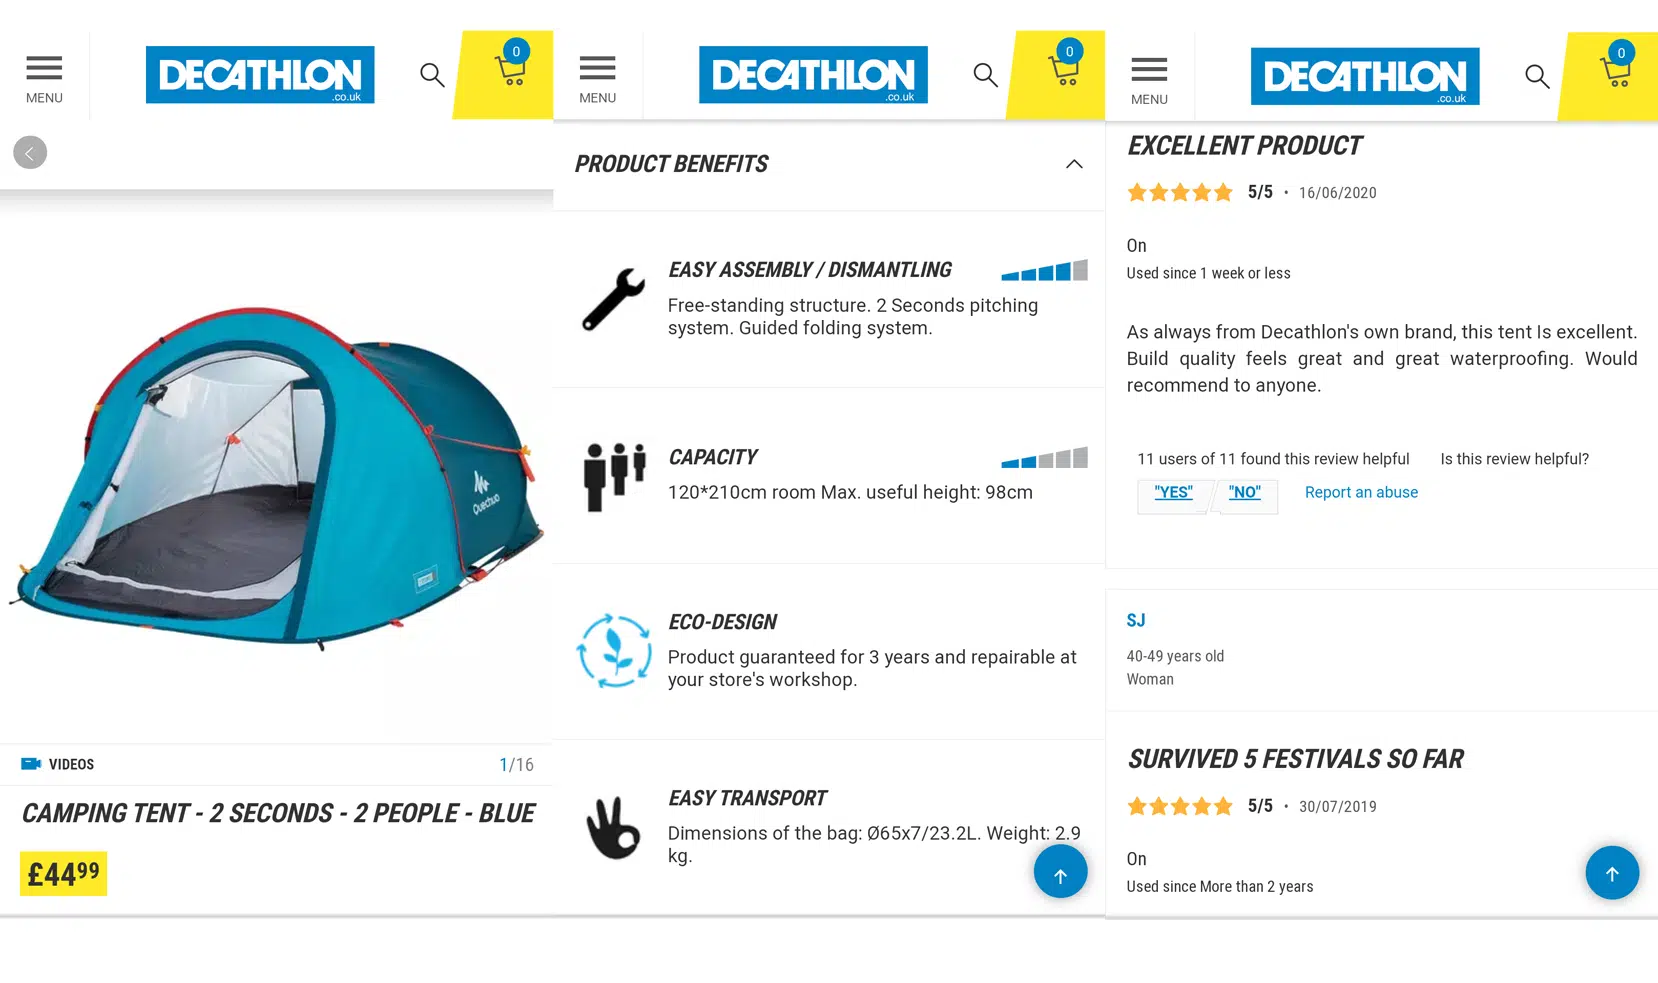 MENU
DECATHLON
.co.uk
0
VIDEOS
1/16
CAMPING TENT - 2 SECONDS - 2 PEOPLE - BLUE
£44⁹⁹
Quechua
MENU
DECATHLON
.co.uk
0
PRODUCT BENEFITS
EASY ASSEMBLY / DISMANTLING
Free-standing structure. 2 Seconds pitching
system. Guided folding system.
CAPACITY
120*210cm room Max. useful height: 98cm
ECO-DESIGN
Product guaranteed for 3 years and repairable at
your store's workshop.
EASY TRANSPORT
Dimensions of the bag: Ø65x7/23.2L. Weight: 2.9
kg.
MENU
DECATHLON
.co.uk
0
EXCELLENT PRODUCT
5/5 • 16/06/2020
On
Used since 1 week or less
As always from Decathlon's own brand, this tent Is excellent.
Build quality feels great and great waterproofing. Would
recommend to anyone.
11 users of 11 found this review helpful Is this review helpful?
"YES" "NO" Report an abuse
SJ
40-49 years old
Woman
SURVIVED 5 FESTIVALS SO FAR
5/5 • 30/07/2019
On
Used since More than 2 years